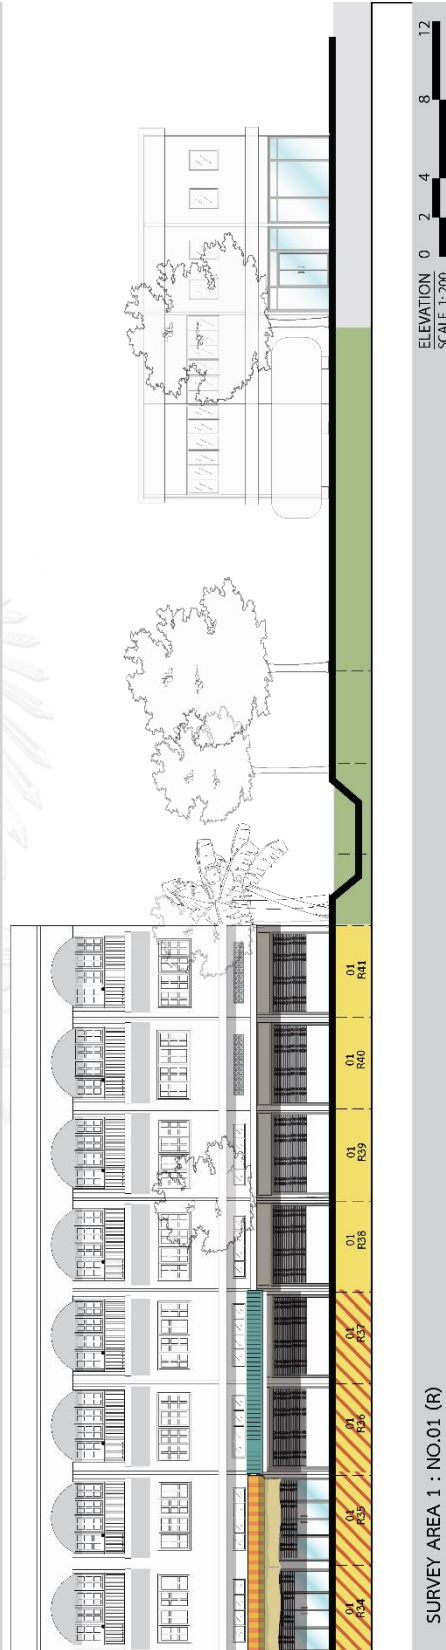 01
R34
01
R35
01
R36
01
R37
01
R38
01
R39
01
R40
01
R41
SURVEY AREA 1 : NO.01 (R)
ELEVATION 0 2 4 8 12
SCALE 1:200